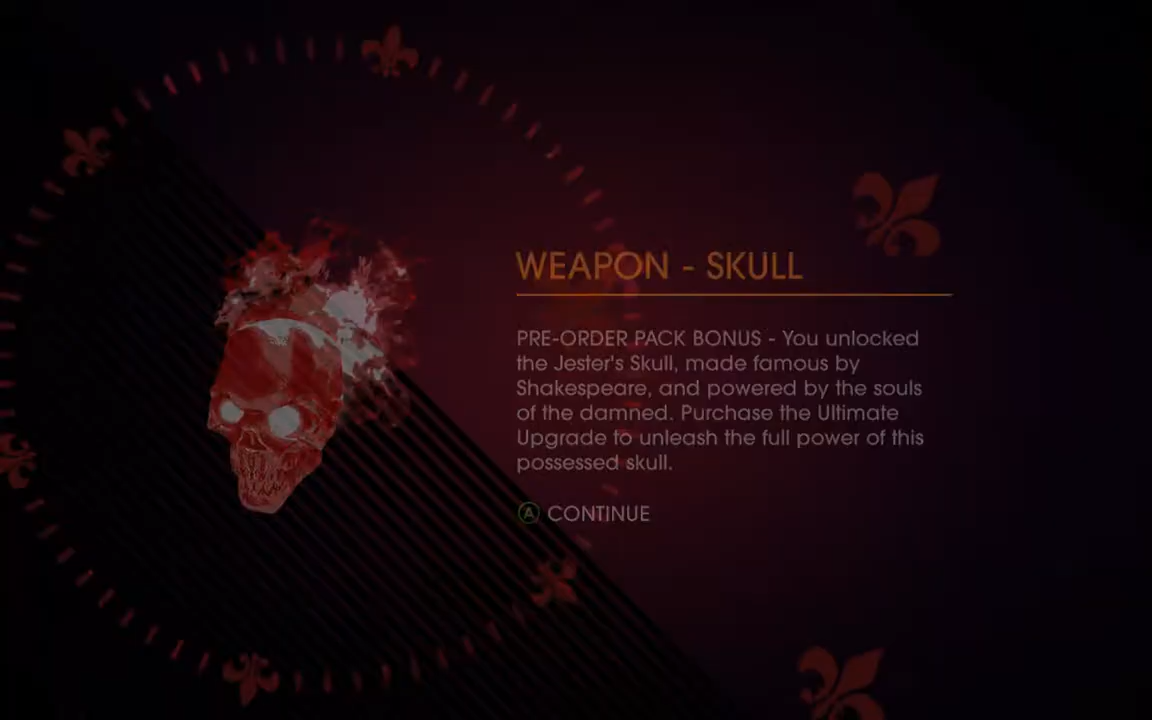 WEAPON - SKULL
PRE-ORDER PACK BONUS - You unlocked
the Jester's Skull, made famous by
Shakespeare, and powered by the souls
of the damned. Purchase the Ultimate
Upgrade to unleash the full power of this
possessed skull.
A CONTINUE